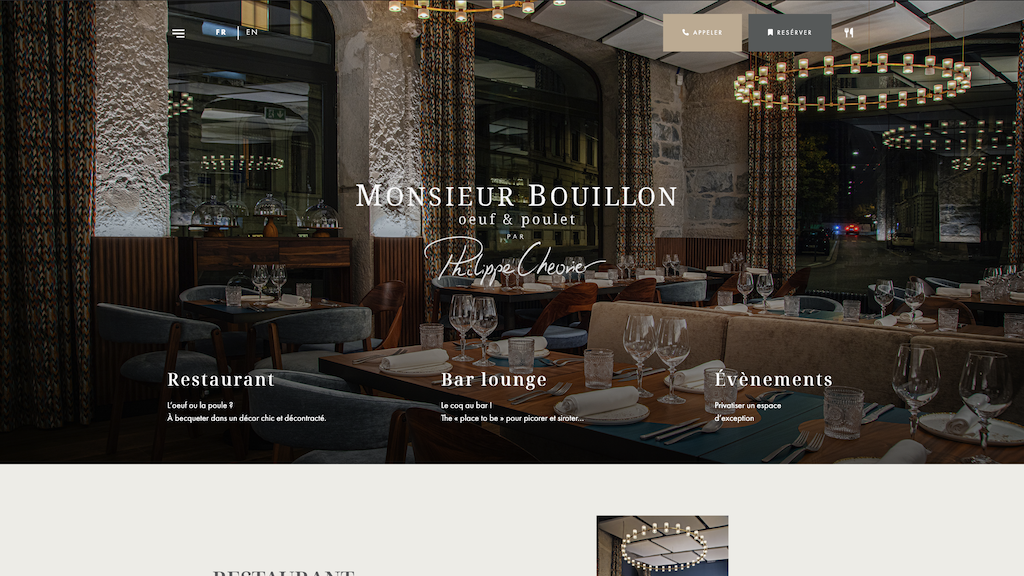 FR
EN
APPELER
RESÉRVER
MONSIEUR BOUILLON
oeuf & poulet
PAR
Philippe Chevrier
Restaurant
L'oeuf ou la poule ?
À becqueter dans un décor chic et décontracté.
Bar lounge
Le coq au bar !
The « place to be » pour picorer et siroter...
Évènements
Privatiser un espace
d'exception
RESTAURANT